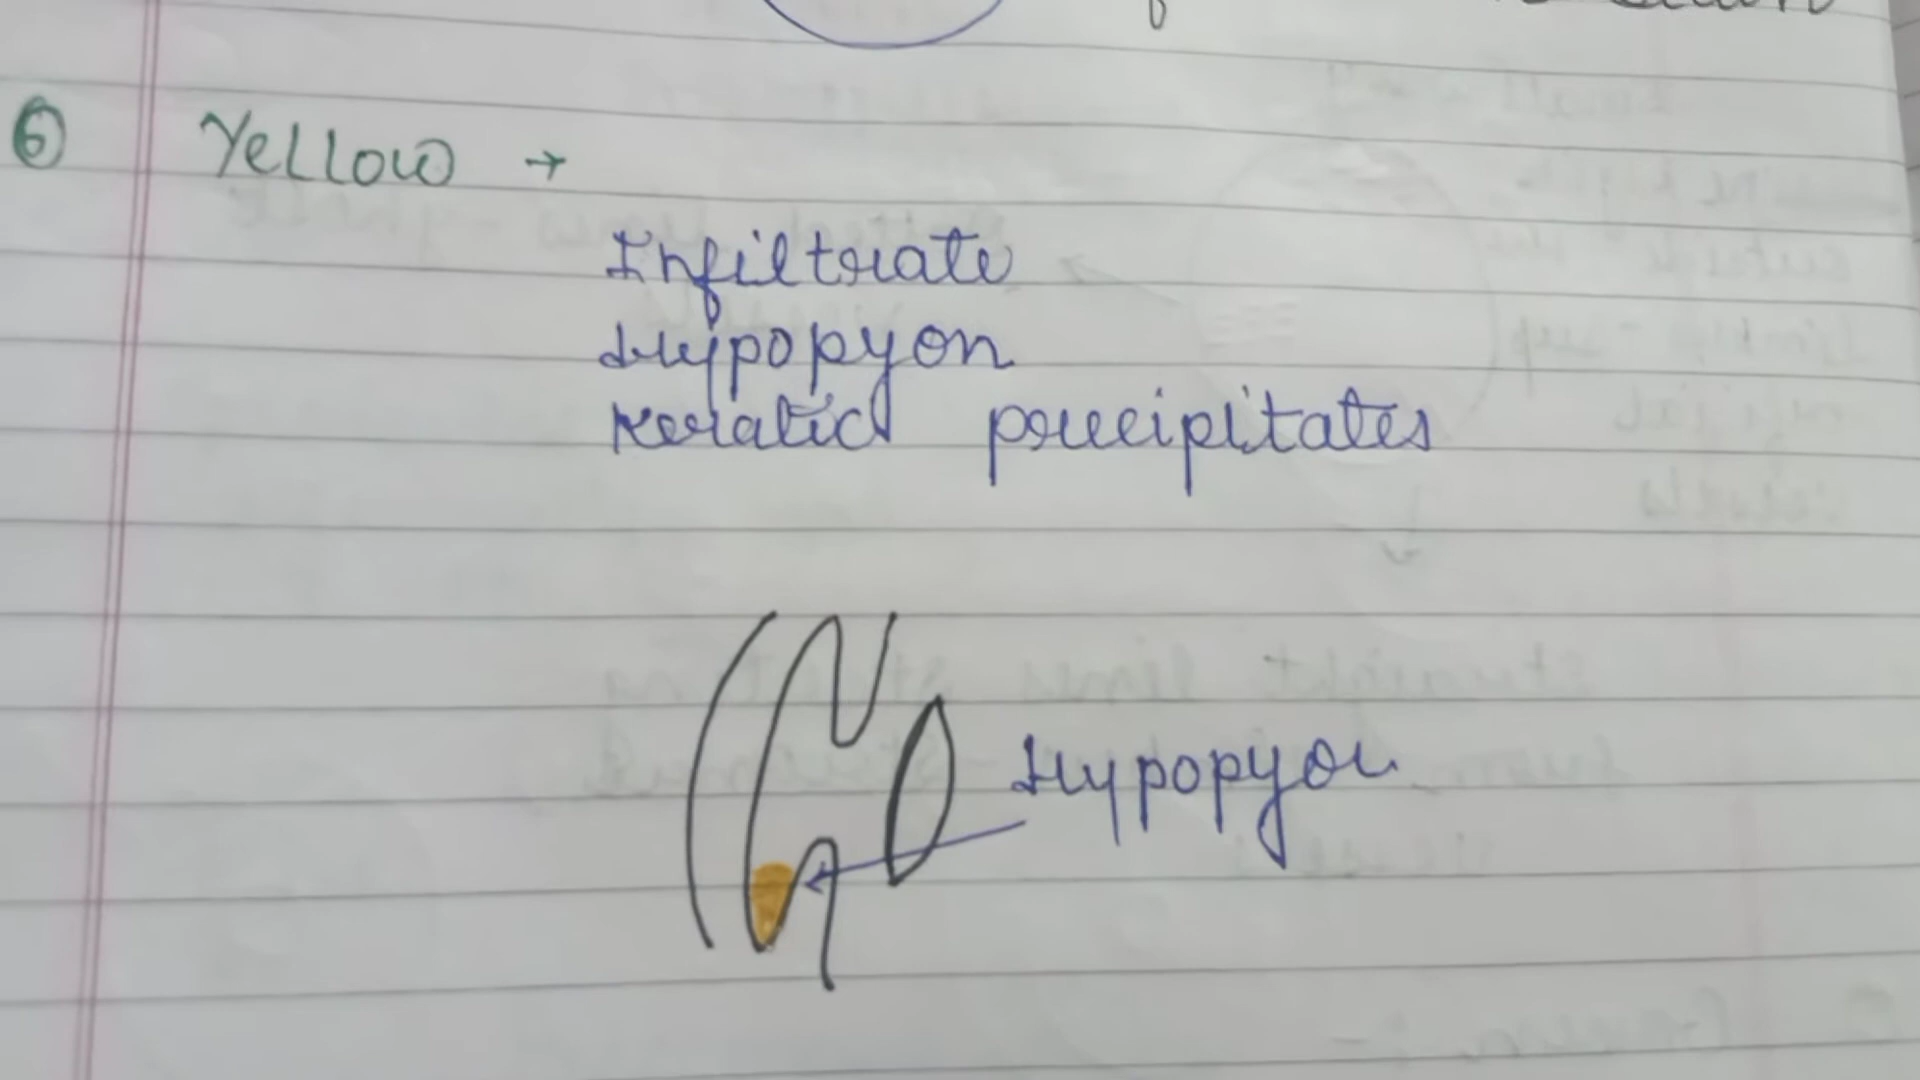 6 Yellow →
Infiltrate
Hypopyon
Keratic precipitates
Hypopyon